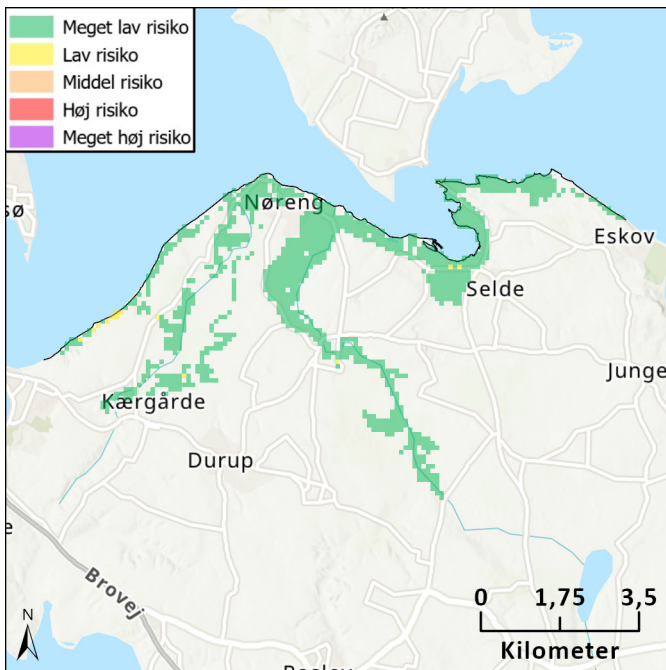 Meget lav risiko
Lav risiko
Middel risiko
Høj risiko
Meget høj risiko
sø
Nøreng
Eskov
Selde
Junge
Kærgårde
Durup
e
Brovej
N
0 1,75 3,5
Kilometer